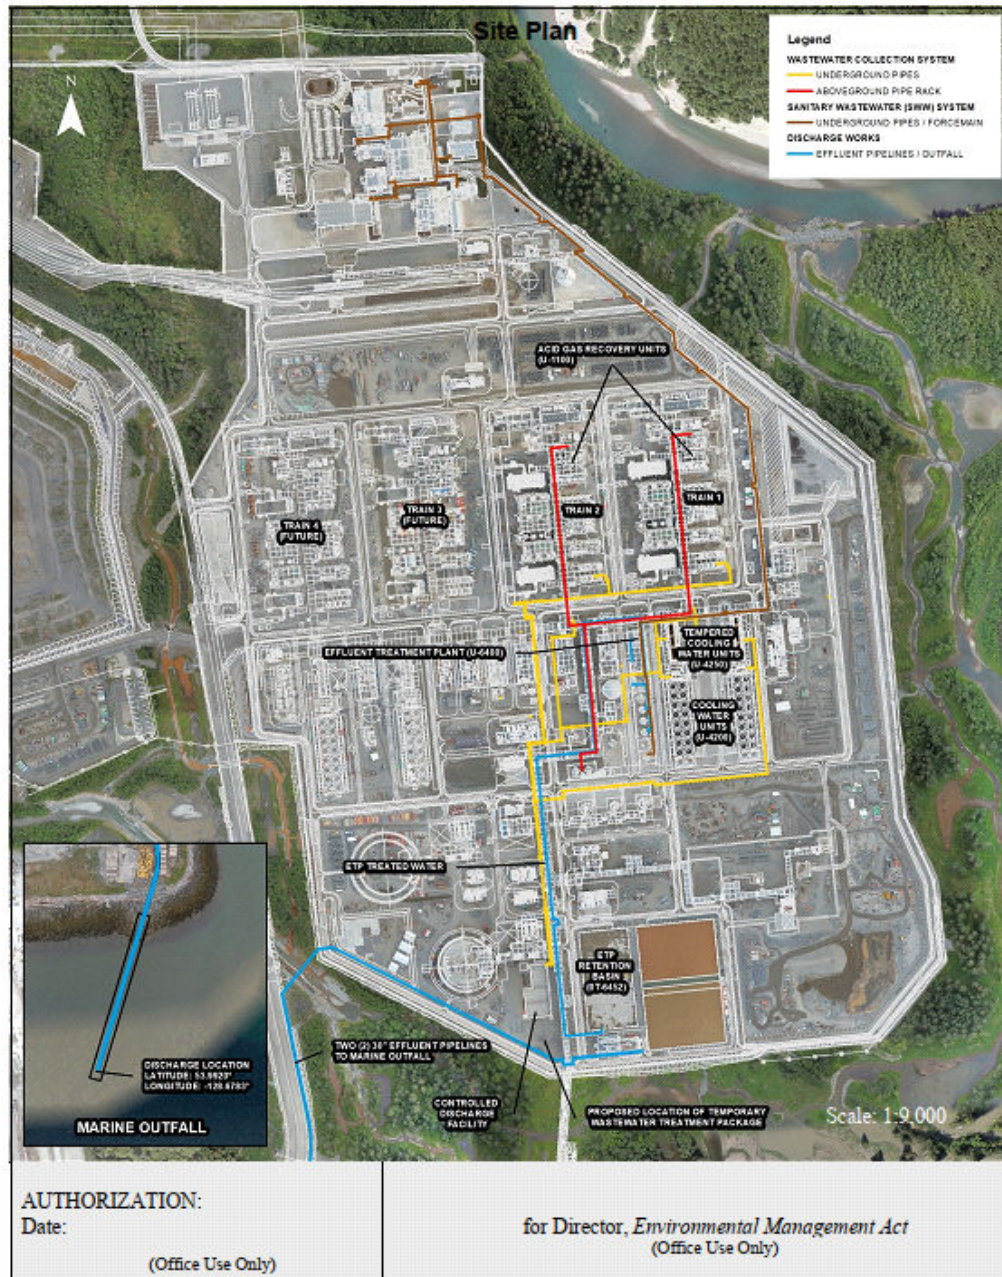 Site Plan
Legend
WASTEWATER COLLECTION SYSTEM
UNDERGROUND PIPES
ABOVEGROUND PIPE RACK
SANITARY WASTEWATER (SWW) SYSTEM
UNDERGROUND PIPES / FORCEMAIN
DISCHARGE WORKS
EFFLUENT PIPELINES / OUTFALL
N
ACID GAS RECOVERY UNITS
(U-1100)
TRAIN 4
(FUTURE)
TRAIN 3
(FUTURE)
TRAIN 2
TRAIN 1
EFFLUENT TREATMENT PLANT (U-6400)
TEMPERED
COOLING
WATER UNITS
(U-4250)
COOLING
WATER
UNITS
(U-4200)
ETP TREATED WATER
ETP
RETENTION
BASIN
(BT-6452)
TWO (2) 30" EFFLUENT PIPELINES
TO MARINE OUTFALL
CONTROLLED
DISCHARGE
FACILITY
PROPOSED LOCATION OF TEMPORARY
WASTEWATER TREATMENT PACKAGE
Scale: 1:9,000
DISCHARGE LOCATION
LATITUDE:
LONGITUDE:
MARINE OUTFALL
AUTHORIZATION:
Date:
(Office Use Only)
for Director, Environmental Management Act
(Office Use Only)